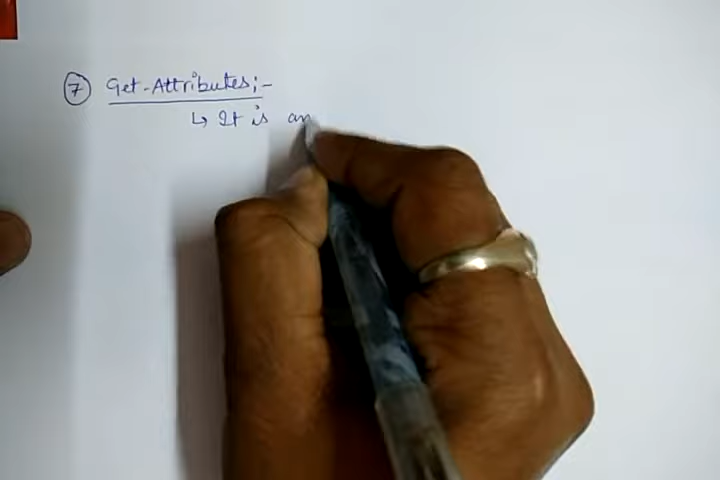 7 Get-Attributes:-
↳ It is an